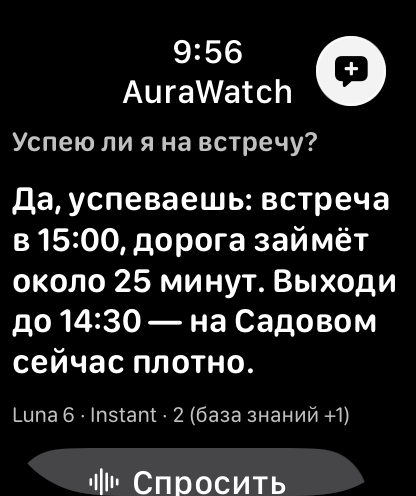 9:56
AuraWatch
Успею ли я на встречу?
Да, успеваешь: встреча
в 15:00, дорога займёт
около 25 минут. Выходи
до 14:30 — на Садовом
сейчас плотно.
Luna 6 · Instant · 2 (база знаний +1)
Спросить